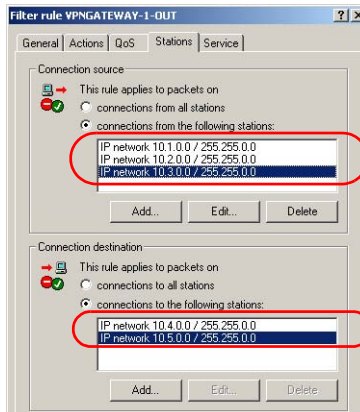 Filter rule VPNGATEWAY-1-OUT
General Actions QoS Stations Service
Connection source
This rule applies to packets on
connections from all stations
connections from the following stations:
IP network 10.1.0.0 / 255.255.0.0
IP network 10.2.0.0 / 255.255.0.0
IP network 10.3.0.0 / 255.255.0.0
Add... Edit... Delete
Connection destination
This rule applies to packets on
connections to all stations
connections to the following stations:
IP network 10.4.0.0 / 255.255.0.0
IP network 10.5.0.0 / 255.255.0.0
Add... Edit... Delete